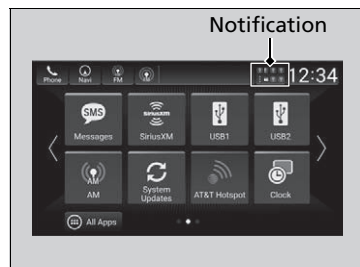 Notification
Phone Navi FM 12:34
SMS
Messages SiriusXM USB1 USB2
AM System Updates AT&T Hotspot Clock
All Apps